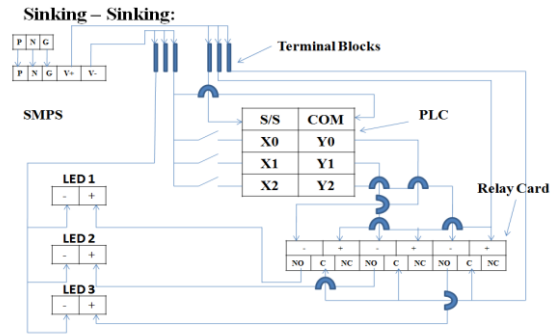 Sinking – Sinking:
P N G
P N G V+ V-
SMPS
Terminal Blocks
S/S COM
X0 Y0
X1 Y1
X2 Y2
PLC
Relay Card
LED 1
- +
LED 2
- +
LED 3
- +
- + - + - +
NO C NC NO C NC NO C NC